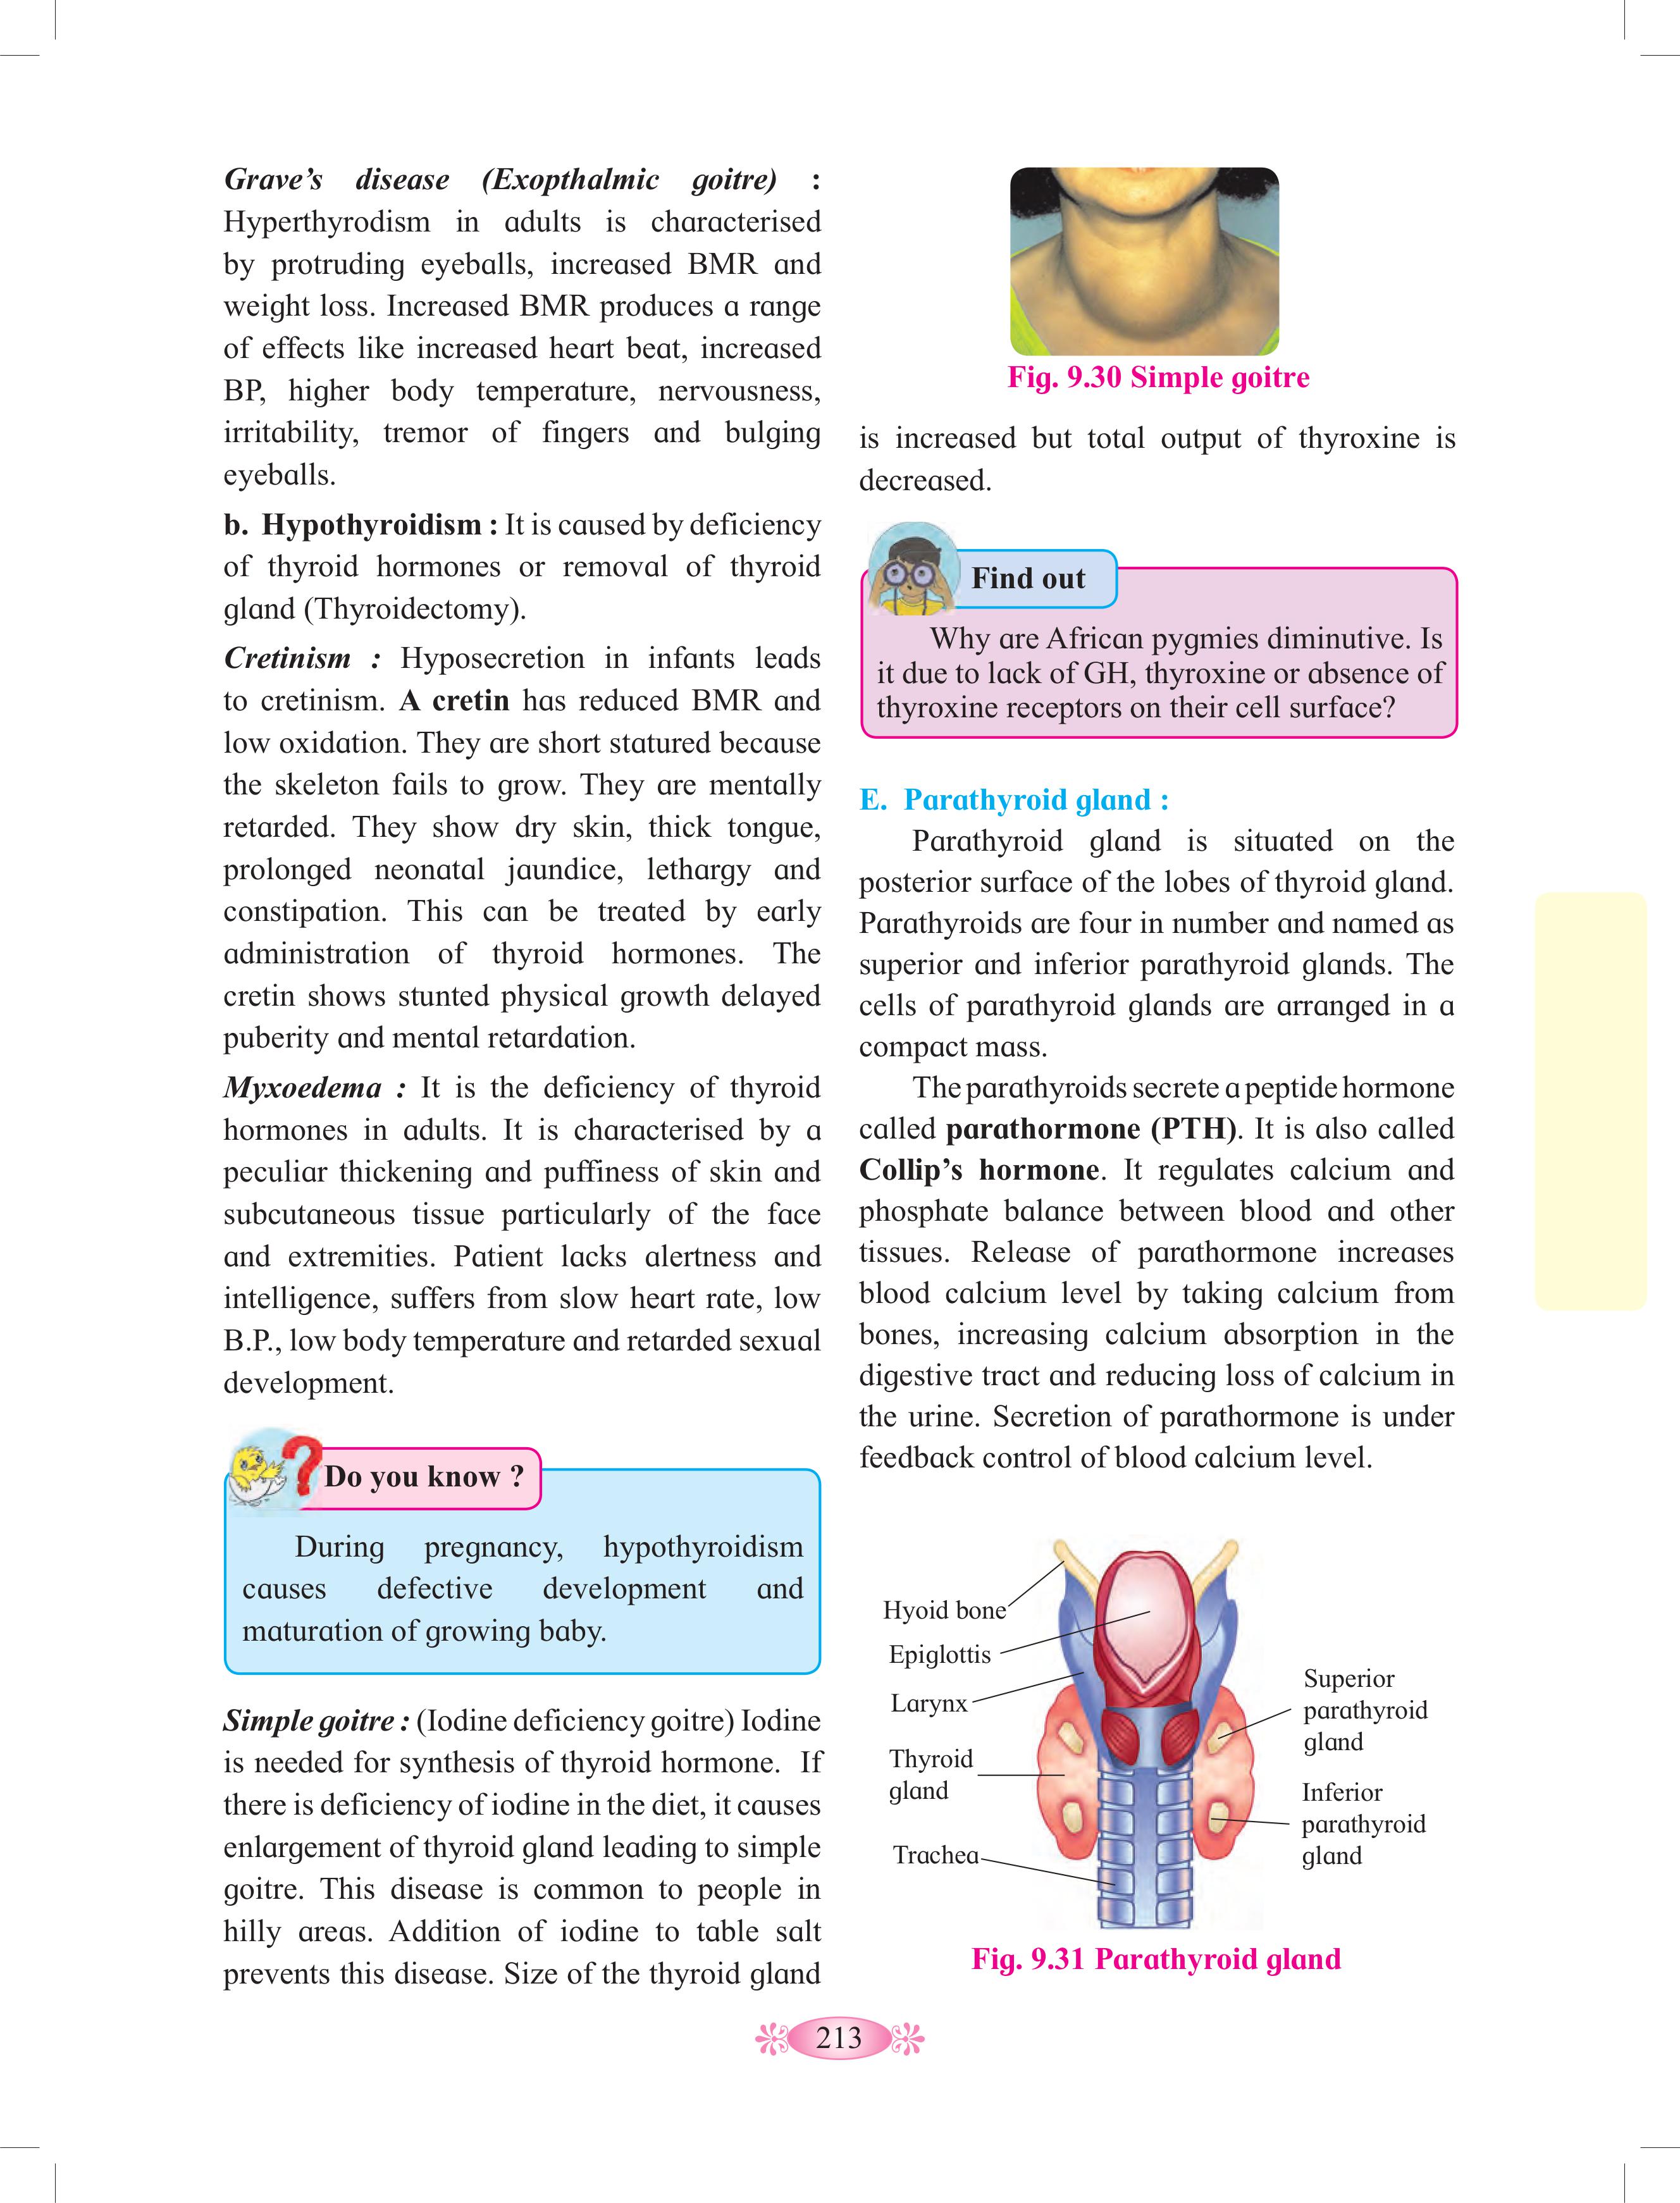 Grave’s disease (Exopthalmic goitre) :
Hyperthyrodism in adults is characterised
by protruding eyeballs, increased BMR and
weight loss. Increased BMR produces a range
of effects like increased heart beat, increased
BP, higher body temperature, nervousness,
irritability, tremor of fingers and bulging
eyeballs.
b. Hypothyroidism : It is caused by deficiency
of thyroid hormones or removal of thyroid
gland (Thyroidectomy).
Cretinism : Hyposecretion in infants leads
to cretinism. A cretin has reduced BMR and
low oxidation. They are short statured because
the skeleton fails to grow. They are mentally
retarded. They show dry skin, thick tongue,
prolonged neonatal jaundice, lethargy and
constipation. This can be treated by early
administration of thyroid hormones. The
cretin shows stunted physical growth delayed
puberty and mental retardation.
Myxoedema : It is the deficiency of thyroid
hormones in adults. It is characterised by a
peculiar thickening and puffiness of skin and
subcutaneous tissue particularly of the face
and extremities. Patient lacks alertness and
intelligence, suffers from slow heart rate, low
B.P., low body temperature and retarded sexual
development.
Do you know ?
During pregnancy, hypothyroidism
causes defective development and
maturation of growing baby.
Simple goitre : (Iodine deficiency goitre) Iodine
is needed for synthesis of thyroid hormone. If
there is deficiency of iodine in the diet, it causes
enlargement of thyroid gland leading to simple
goitre. This disease is common to people in
hilly areas. Addition of iodine to table salt
prevents this disease. Size of the thyroid gland
Fig. 9.30 Simple goitre
is increased but total output of thyroxine is
decreased.
Find out
Why are African pygmies diminutive. Is
it due to lack of GH, thyroxine or absence of
thyroxine receptors on their cell surface?
E. Parathyroid gland :
Parathyroid gland is situated on the
posterior surface of the lobes of thyroid gland.
Parathyroids are four in number and named as
superior and inferior parathyroid glands. The
cells of parathyroid glands are arranged in a
compact mass.
The parathyroids secrete a peptide hormone
called parathormone (PTH). It is also called
Collip’s hormone. It regulates calcium and
phosphate balance between blood and other
tissues. Release of parathormone increases
blood calcium level by taking calcium from
bones, increasing calcium absorption in the
digestive tract and reducing loss of calcium in
the urine. Secretion of parathormone is under
feedback control of blood calcium level.
Hyoid bone
Epiglottis
Larynx
Thyroid
gland
Trachea
Superior
parathyroid
gland
Inferior
parathyroid
gland
Fig. 9.31 Parathyroid gland
213